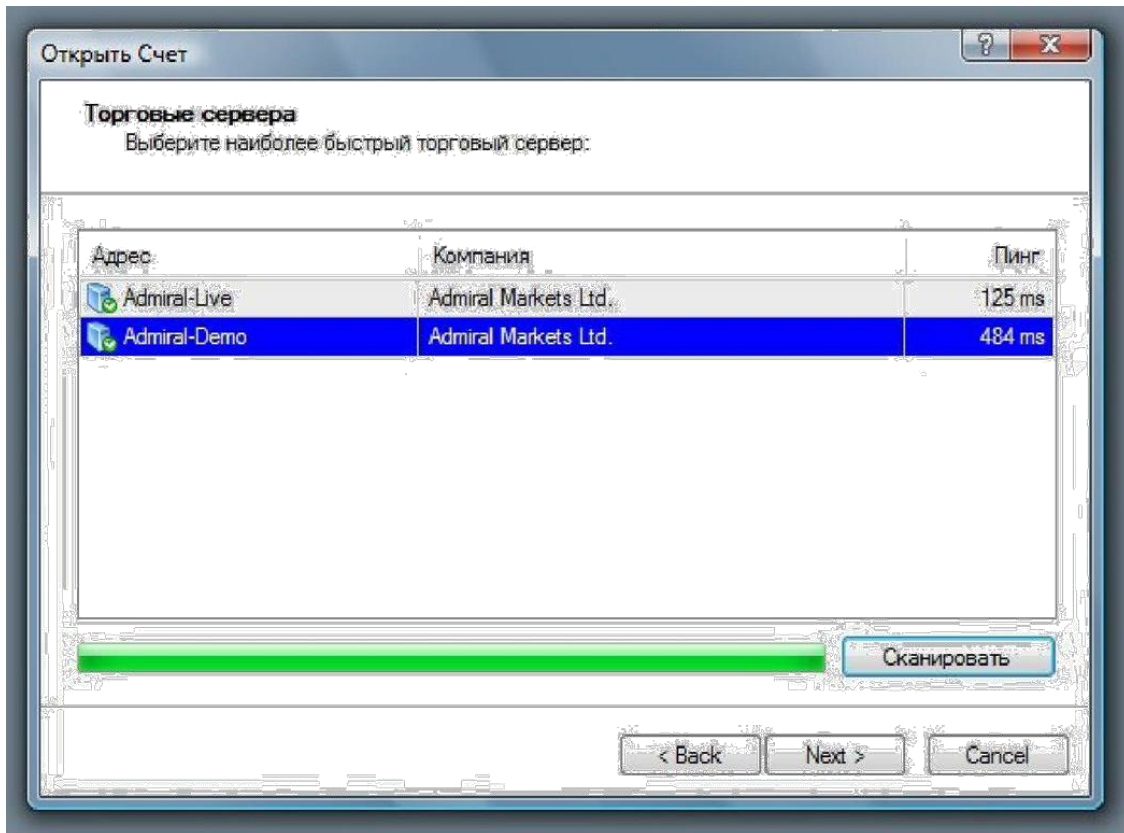 Открыть Счет
Торговые сервера
Выберите наиболее быстрый торговый сервер:
Адрес Компания Пинг
Admiral-Live Admiral Markets Ltd. 125 ms
Admiral-Demo Admiral Markets Ltd. 484 ms
Сканировать
< Back Next > Cancel